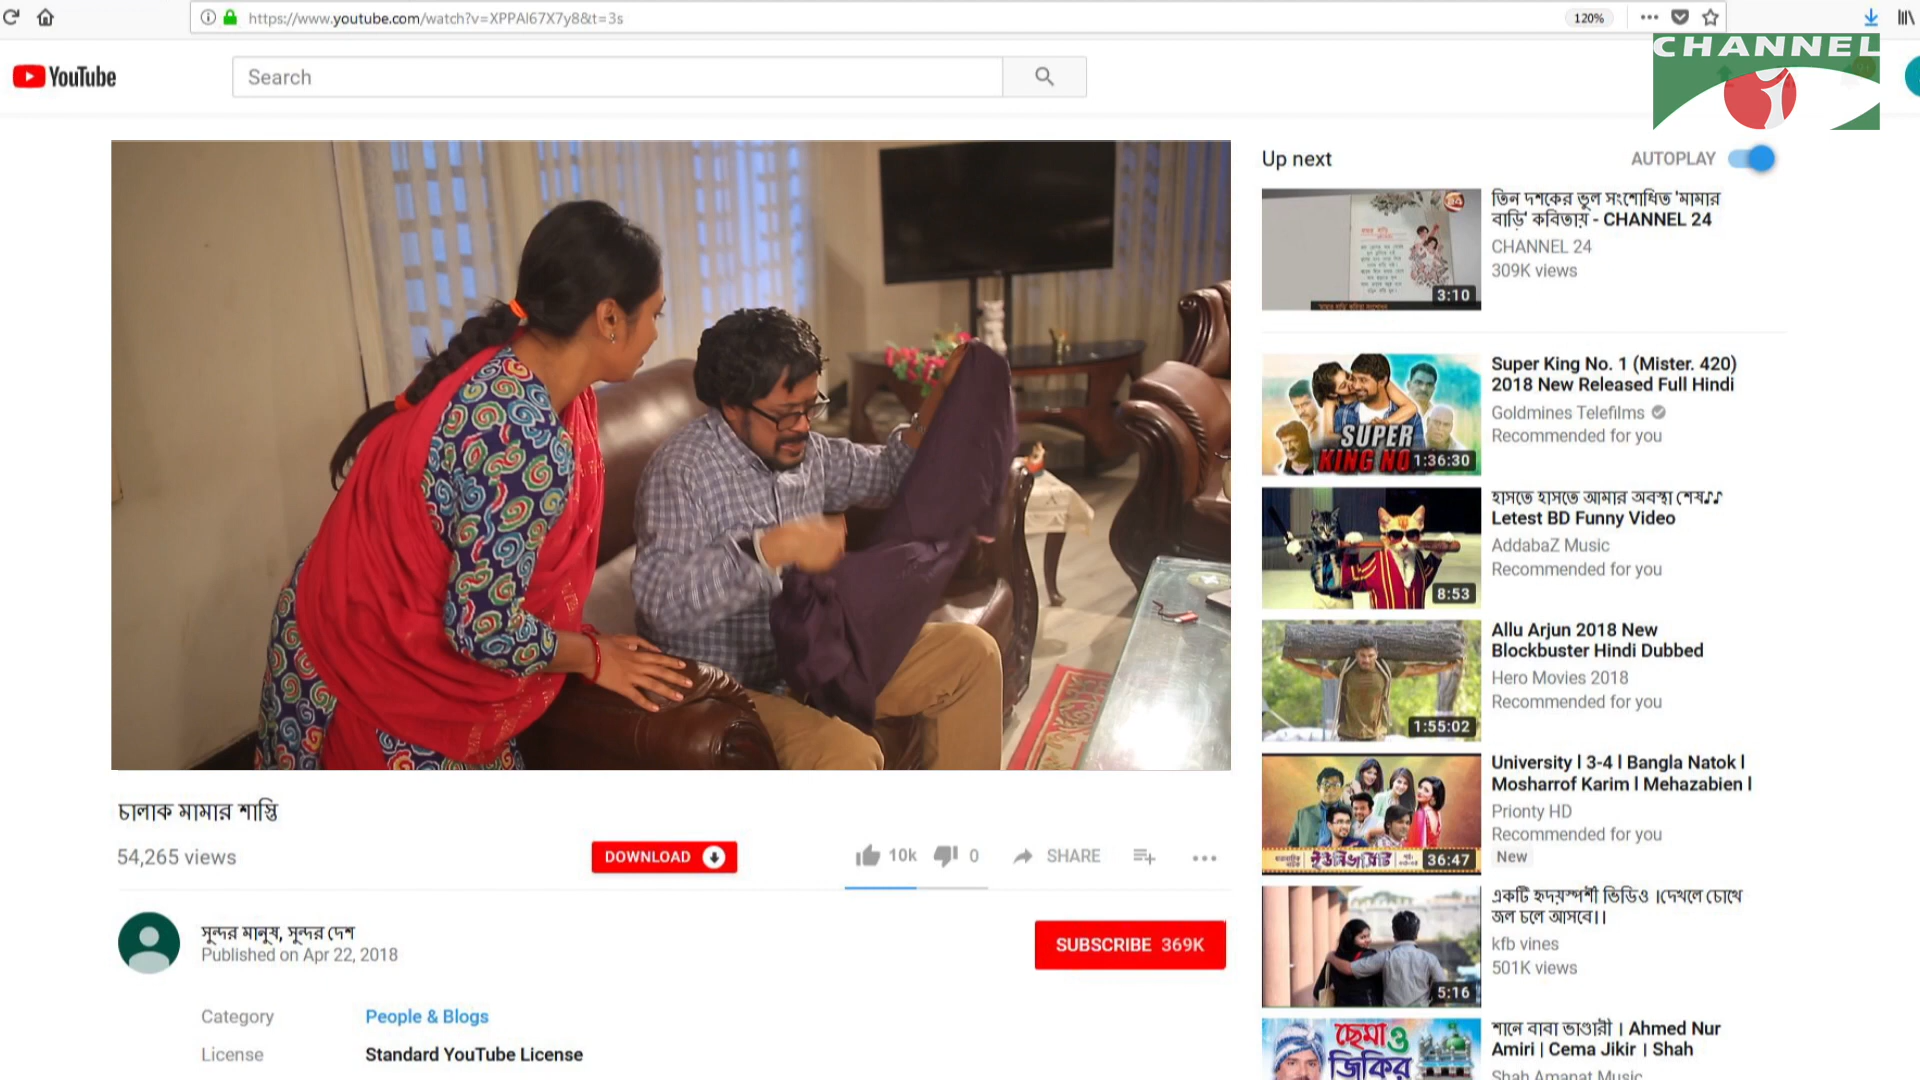 https://www.youtube.com/watch?v=XPPAl67X7y8&t=3s
120%
CHANNEL
YouTube
Search
Up next
AUTOPLAY
তিন দশকের ভুল সংশোধিত 'মামার
বাড়ি' কবিতায় - CHANNEL 24
CHANNEL 24
309K views
3:10
Super King No. 1 (Mister. 420)
2018 New Released Full Hindi
Goldmines Telefilms
Recommended for you
SUPER
KING NO
1:36:30
হাসতে হাসতে আমার অবস্থা শেষ♪♪
Letest BD Funny Video
AddabaZ Music
Recommended for you
8:53
Allu Arjun 2018 New
Blockbuster Hindi Dubbed
Hero Movies 2018
Recommended for you
1:55:02
University l 3-4 l Bangla Natok l
Mosharrof Karim l Mehazabien l
Prionty HD
Recommended for you
New
ইউনিভার্সিটি
36:47
একটি হৃদয়স্পর্শী ভিডিও ।দেখলে চোখে
জল চলে আসবে।।
kfb vines
501K views
5:16
শানে বাবা ভাণ্ডারী । Ahmed Nur
Amiri | Cema Jikir । Shah
Shah Amanat Music
ছেমা ও
জিকির
চালাক মামার শাস্তি
54,265 views
DOWNLOAD
10k
0
SHARE
সুন্দর মানুষ, সুন্দর দেশ
Published on Apr 22, 2018
SUBSCRIBE 369K
Category
People & Blogs
License
Standard YouTube License